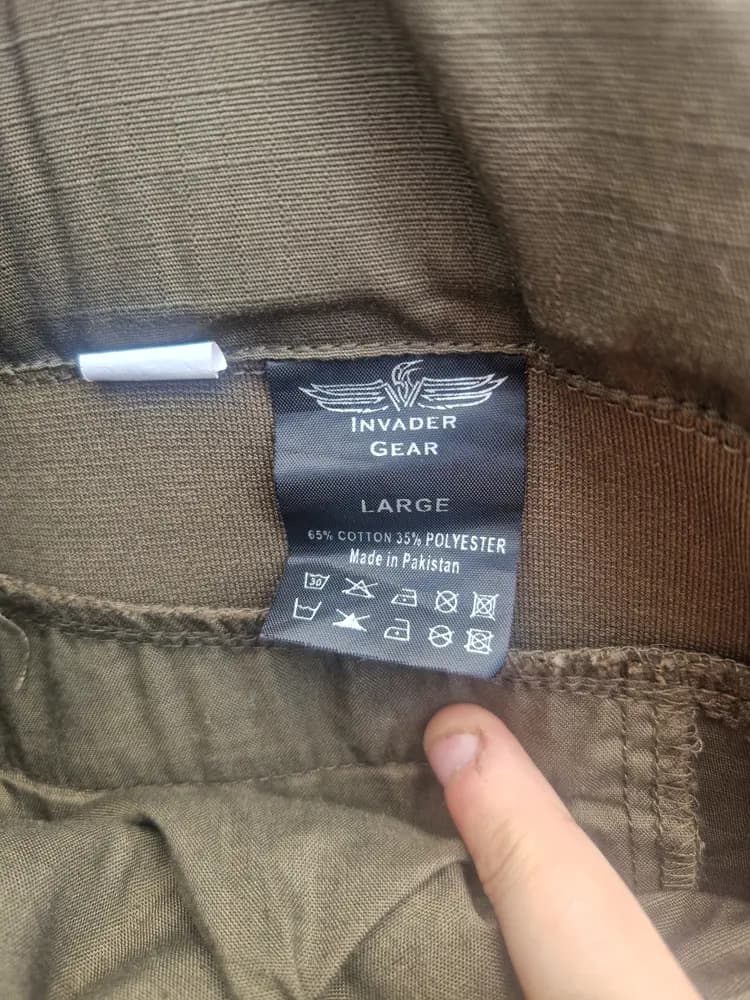 INVADER
GEAR
LARGE
65% COTTON 35% POLYESTER
Made in Pakistan
30